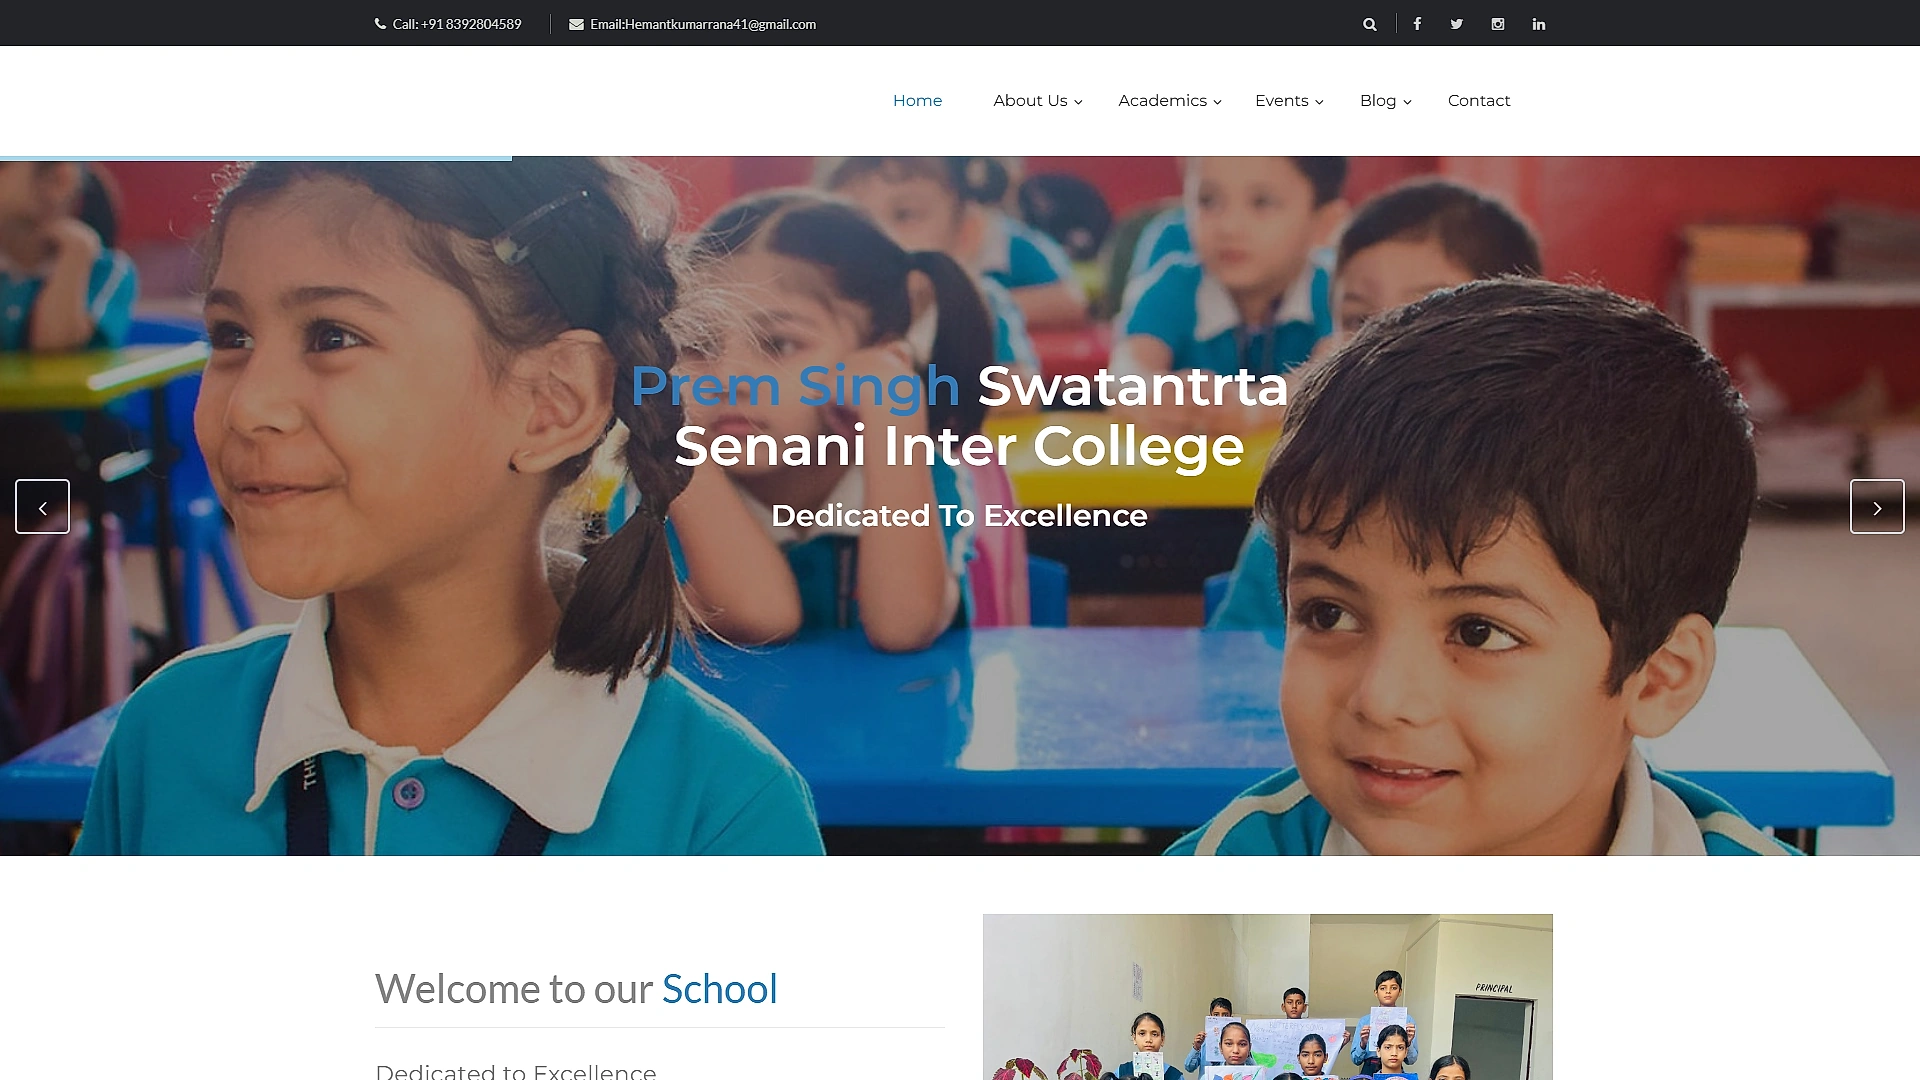 Call: +91 8392804589
Email:Hemantkumarrana41@gmail.com
Home About Us Academics Events Blog Contact
Prem Singh Swatantrta
Senani Inter College
Dedicated To Excellence
THE
Welcome to our School
PRINCIPAL
Dedicated to Excellence